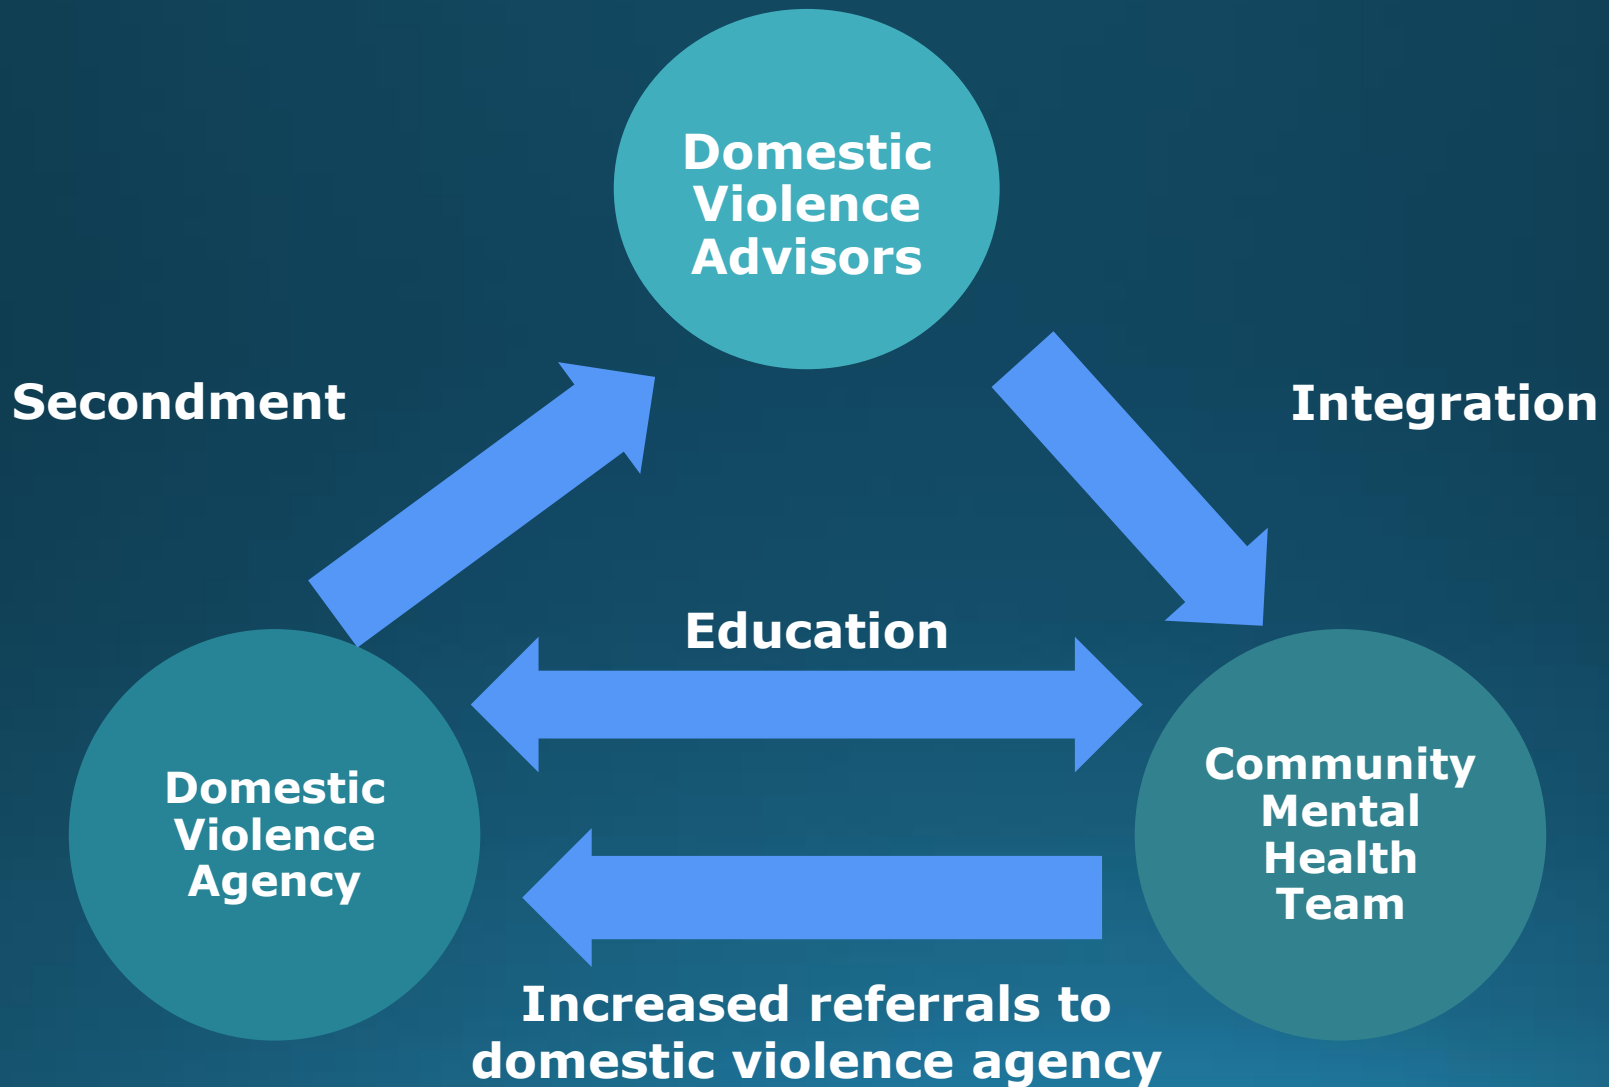 Domestic
Violence
Advisors
Secondment
Integration
Education
Domestic
Violence
Agency
Community
Mental
Health
Team
Increased referrals to
domestic violence agency